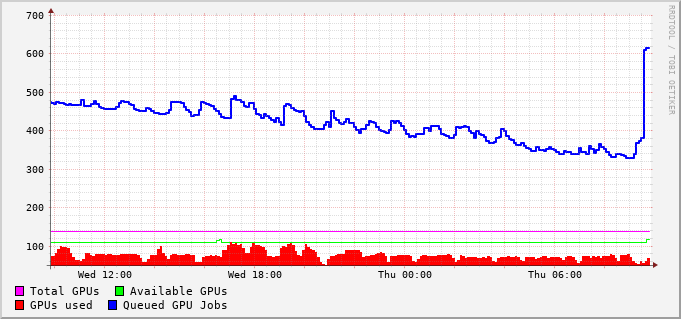 700
600
500
400
300
200
100
Wed 12:00 Wed 18:00 Thu 00:00 Thu 06:00
Total GPUs Available GPUs
GPUs used Queued GPU Jobs
RRDTOOL / TOBI OETIKER